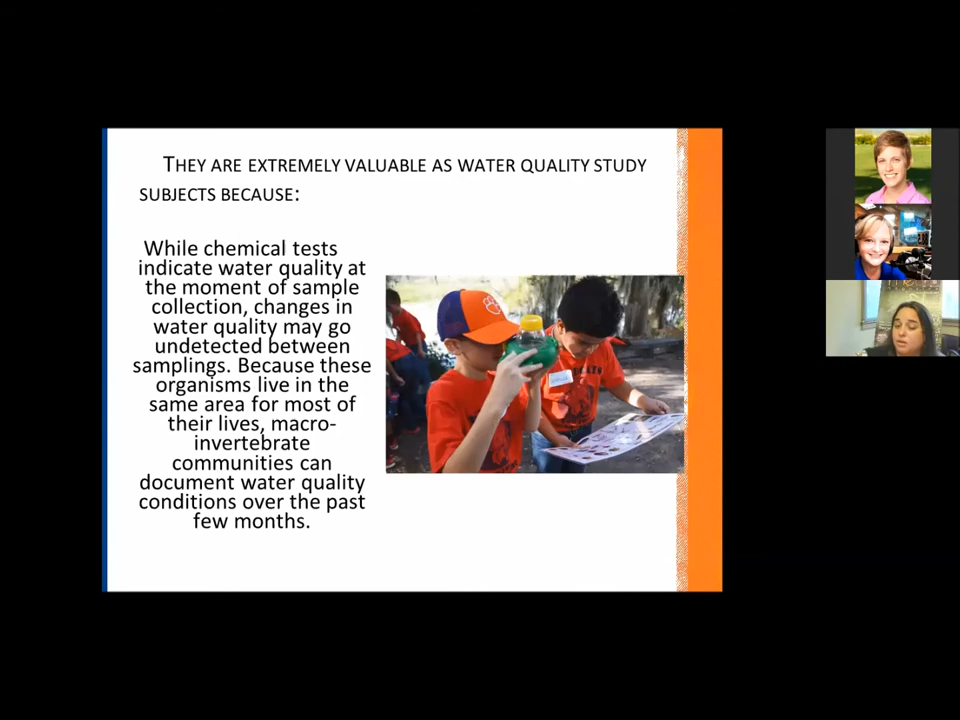 THEY ARE EXTREMELY VALUABLE AS WATER QUALITY STUDY
SUBJECTS BECAUSE:
While chemical tests
indicate water quality at
the moment of sample
collection, changes in
water quality may go
undetected between
samplings. Because these
organisms live in the
same area for most of
their lives, macro-
invertebrate
communities can
document water quality
conditions over the past
few months.